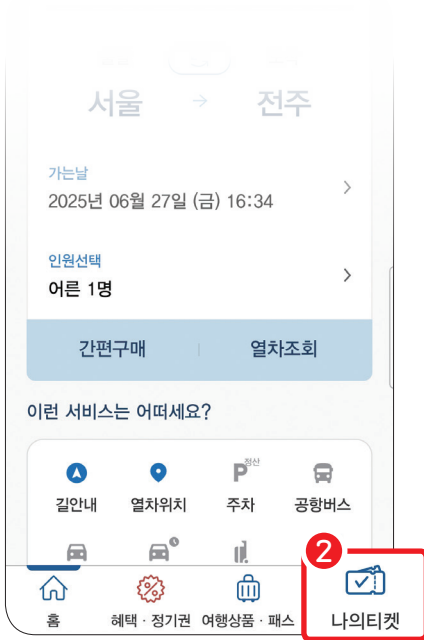 서울 → 전주
가는날
2025년 06월 27일 (금) 16:34
인원선택
어른 1명
간편구매 열차조회
이런 서비스는 어떠세요?
정산
P
길안내 열차위치 주차 공항버스
2
홈 혜택 · 정기권 여행상품 · 패스 나의티켓